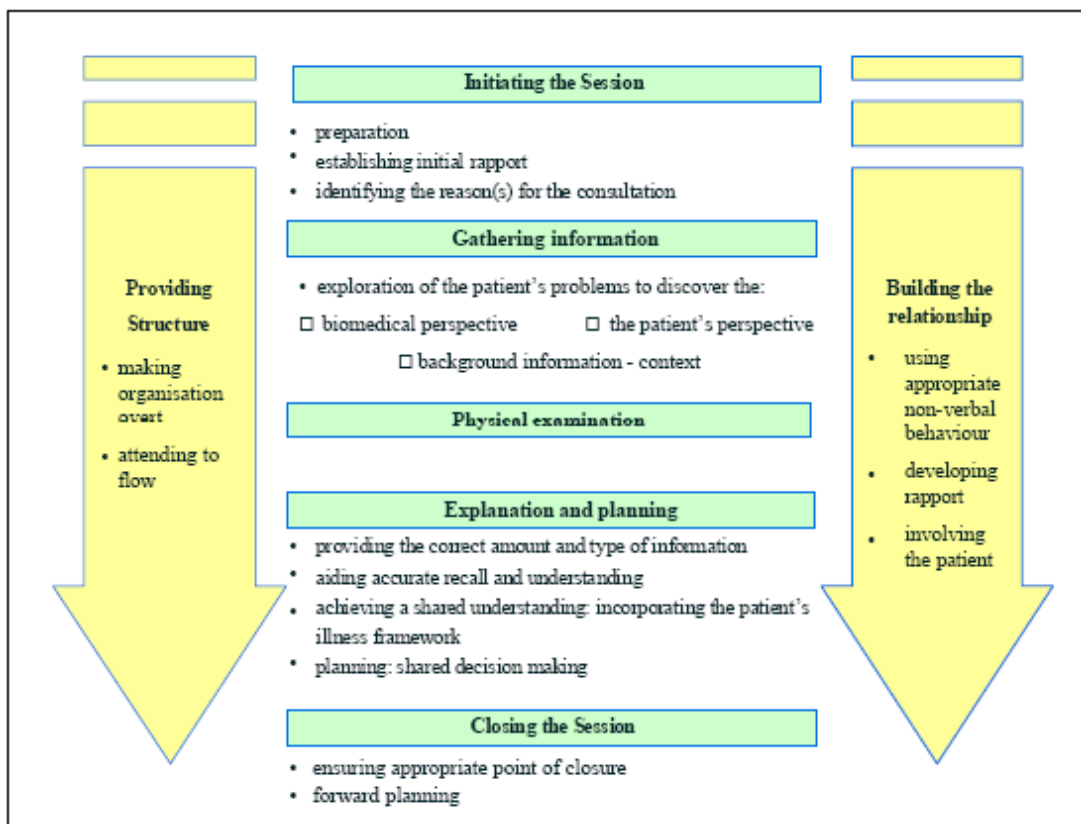 Initiating the Session
• preparation
• establishing initial rapport
• identifying the reason(s) for the consultation
Gathering information
• exploration of the patient's problems to discover the:
☐ biomedical perspective ☐ the patient's perspective
☐ background information - context
Physical examination
Explanation and planning
• providing the correct amount and type of information
• aiding accurate recall and understanding
• achieving a shared understanding: incorporating the patient's
illness framework
• planning: shared decision making
Closing the Session
• ensuring appropriate point of closure
• forward planning
Providing
Structure
• making
organisation
overt
• attending to
flow
Building the
relationship
• using
appropriate
non-verbal
behaviour
• developing
rapport
• involving
the patient